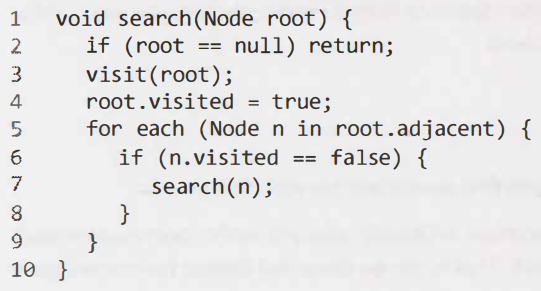 1 void search(Node root) {
2 if (root == null) return;
3 visit(root);
4 root.visited = true;
5 for each (Node n in root.adjacent) {
6 if (n.visited == false) {
7 search(n);
8 }
9 }
10 }